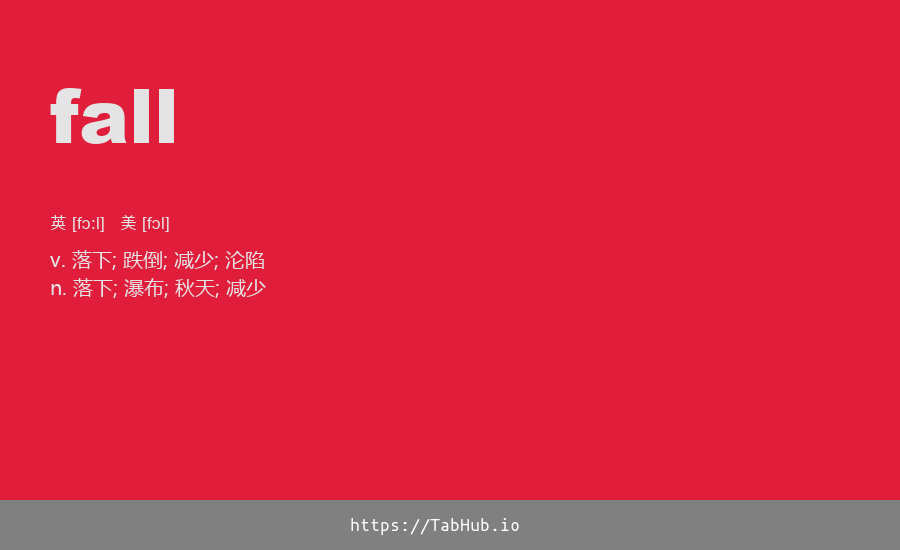 fall
英 [fɔ:l] 美 [fɔl]
v. 落下; 跌倒; 减少; 沦陷
n. 落下; 瀑布; 秋天; 减少
https://TabHub.io